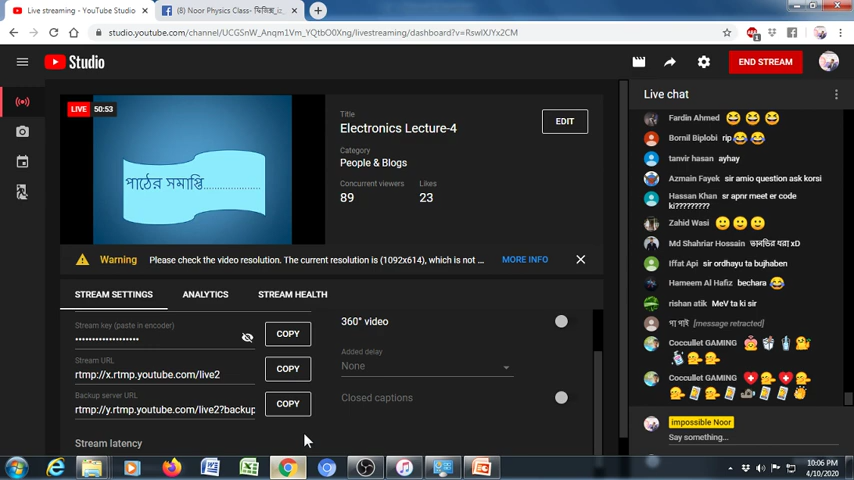 Live streaming - YouTube Studio
(8) Noor Physics Class-
studio.youtube.com/channel/UCGSnW_Anqm1Vm_YQtbO0Xng/livestreaming/dashboard?v=RswlXJYx2CM
Studio
END STREAM
LIVE 50:53
পাঠের সমাপ্তি........................
Title
Electronics Lecture-4
Category
People & Blogs
Concurrent viewers
89
Likes
23
EDIT
Warning Please check the video resolution. The current resolution is (1092x614), which is not ...
MORE INFO
STREAM SETTINGS
ANALYTICS
STREAM HEALTH
Stream key (paste in encoder)
••••••••••••••••••••
COPY
Stream URL
rtmp://x.rtmp.youtube.com/live2
COPY
Backup server URL
rtmp://y.rtmp.youtube.com/live2?backup
COPY
Stream latency
360° video
Added delay
None
Closed captions
Live chat
Fardin Ahmed 😂😂😂
Bornil Biplobi rip😂😂
tanvir hasan ayhay
Azmain Fayek sir amio question ask korsi
Hassan Khan sr apnr meet er code
ki?????????
Zahid Wasi 🙂🙂🙂
Md Shahriar Hossain
xD
Iffat Api sir ordhayu ta bujhaben
Hameem Al Hafiz bechara😂
rishan atik MeV ta ki sir
[message retracted]
Coccullet GAMING
Coccullet GAMING
impossible Noor
Say something...
10:06 PM
4/10/2020